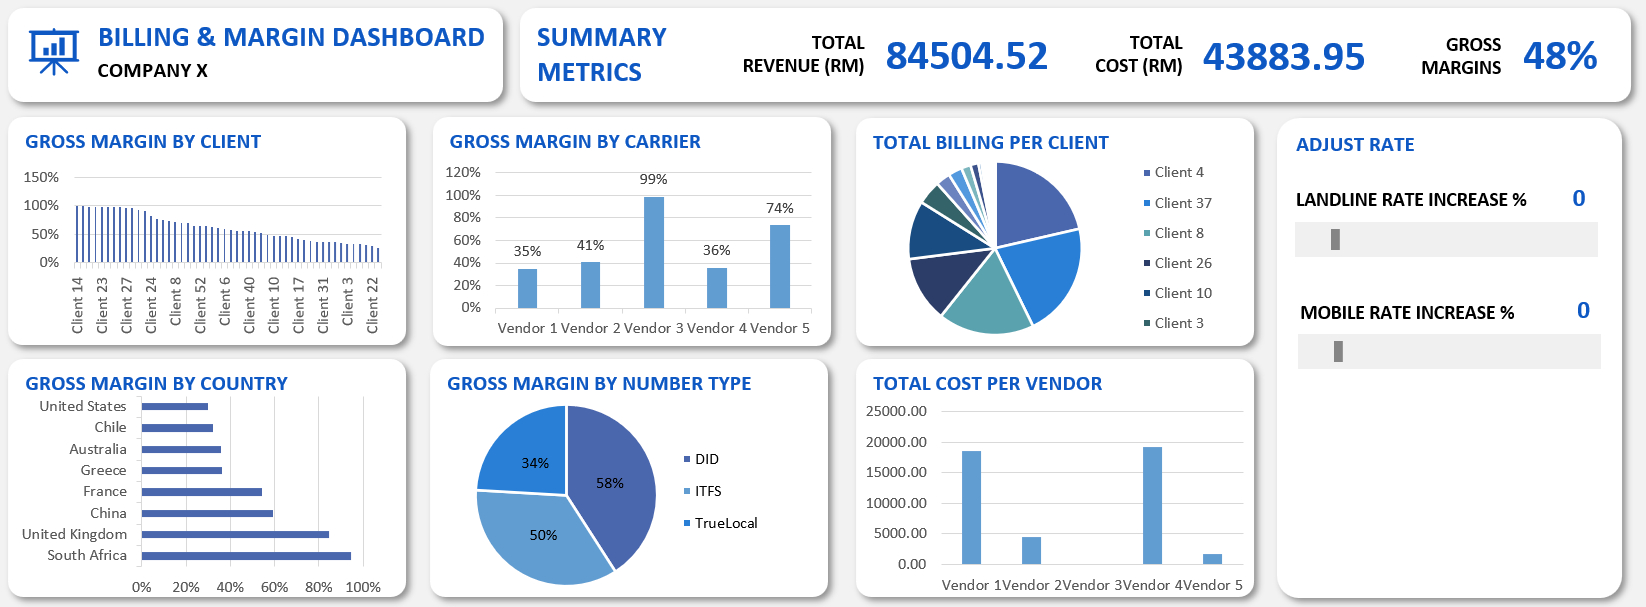 BILLING & MARGIN DASHBOARD
COMPANY X
SUMMARY
METRICS
TOTAL
REVENUE (RM)
84504.52
TOTAL
COST (RM)
43883.95
GROSS
MARGINS
48%
GROSS MARGIN BY CLIENT
150%
100%
50%
0%
Client 14
Client 23
Client 27
Client 24
Client 8
Client 52
Client 6
Client 40
Client 10
Client 17
Client 31
Client 3
Client 22
GROSS MARGIN BY CARRIER
120%
100%
80%
60%
40%
20%
0%
35%
41%
99%
36%
74%
Vendor 1
Vendor 2
Vendor 3
Vendor 4
Vendor 5
TOTAL BILLING PER CLIENT
Client 4
Client 37
Client 8
Client 26
Client 10
Client 3
ADJUST RATE
LANDLINE RATE INCREASE % 0
MOBILE RATE INCREASE % 0
GROSS MARGIN BY COUNTRY
United States
Chile
Australia
Greece
France
China
United Kingdom
South Africa
0% 20% 40% 60% 80% 100%
GROSS MARGIN BY NUMBER TYPE
34%
58%
50%
DID
ITFS
TrueLocal
TOTAL COST PER VENDOR
25000.00
20000.00
15000.00
10000.00
5000.00
0.00
Vendor 1 Vendor 2 Vendor 3 Vendor 4 Vendor 5